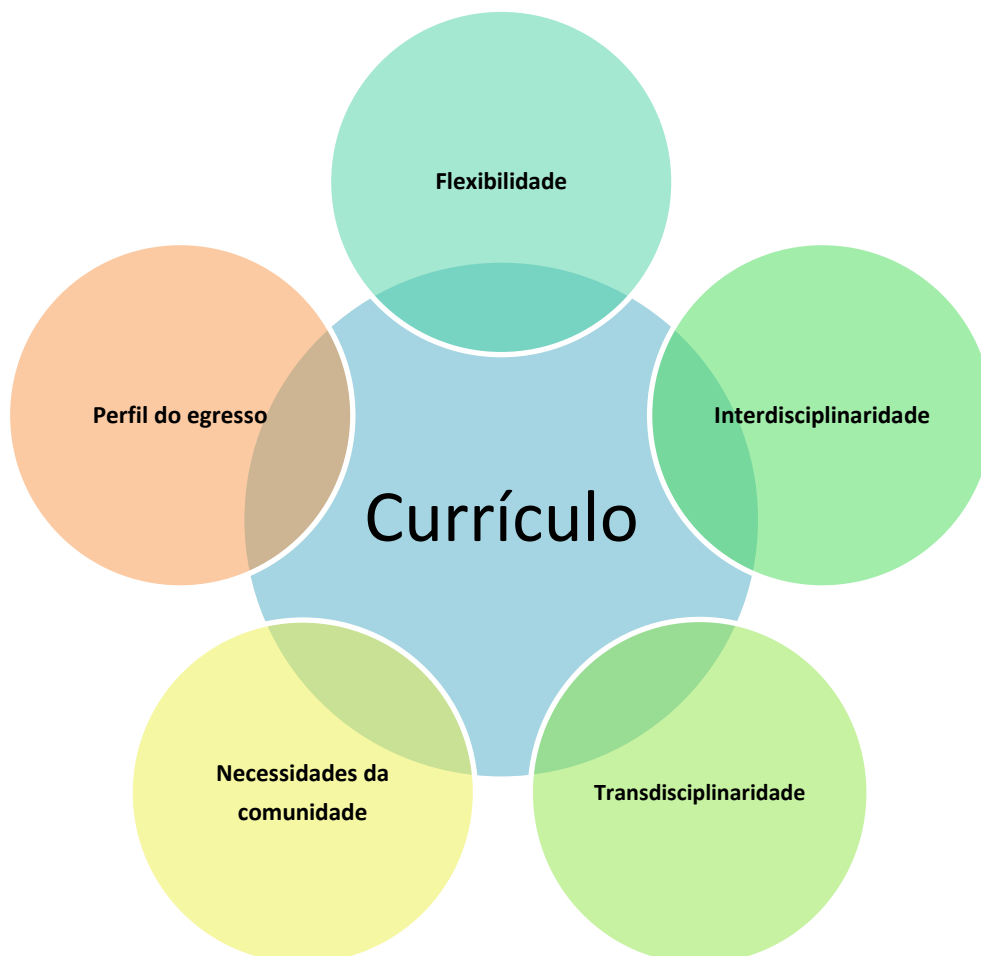 Flexibilidade
Perfil do egresso
Interdisciplinaridade
Currículo
Necessidades da
comunidade
Transdisciplinaridade